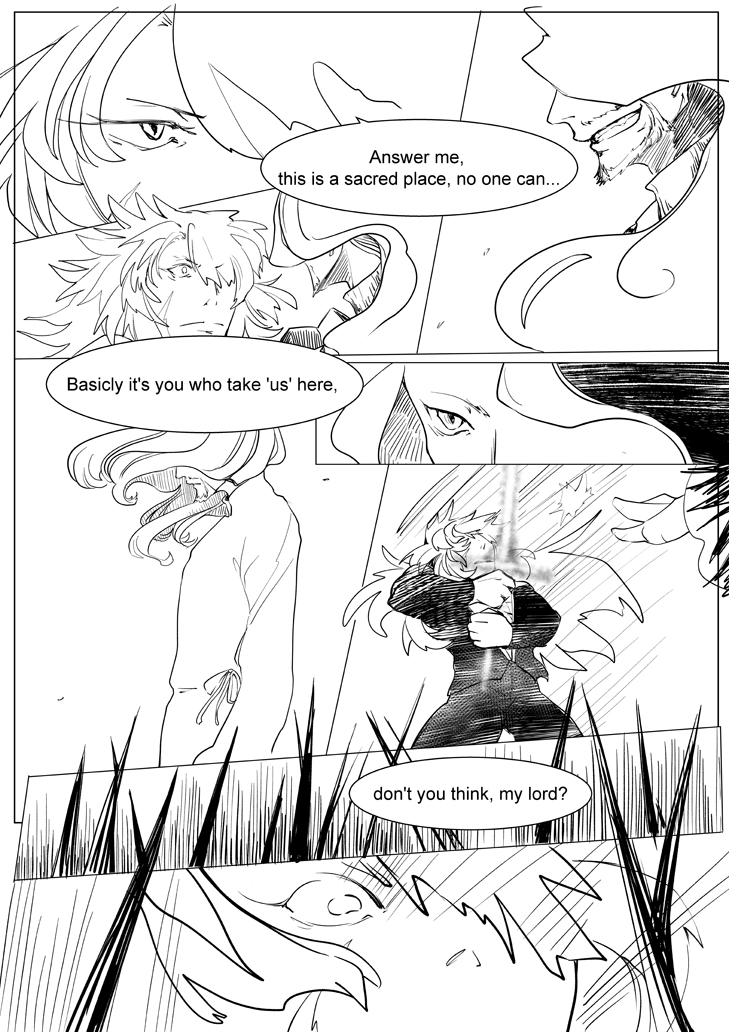 Answer me,
this is a sacred place, no one can...
Basicly it's you who take 'us' here,
don't you think, my lord?